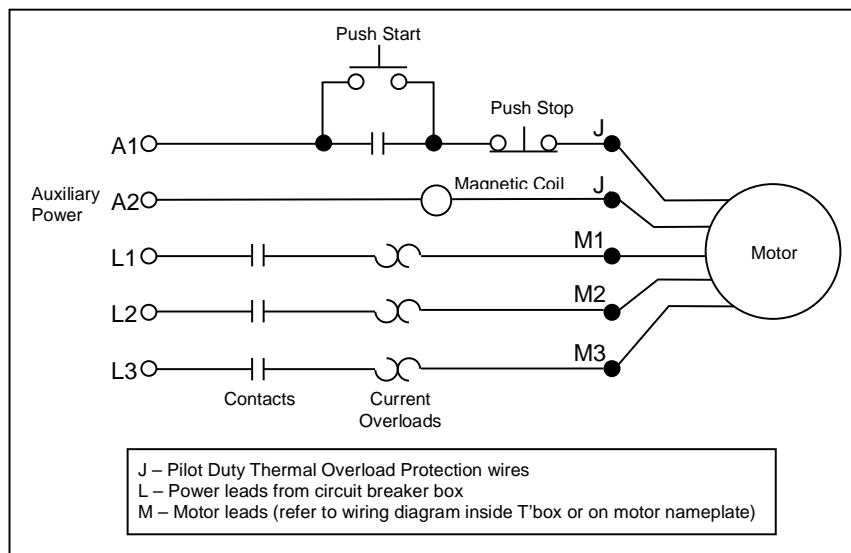 Push Start
Push Stop
A1
J
Auxiliary
Power
A2
Magnetic Coil
J
L1
M1
Motor
L2
M2
L3
M3
Contacts
Current
Overloads
J – Pilot Duty Thermal Overload Protection wires
L – Power leads from circuit breaker box
M – Motor leads (refer to wiring diagram inside T'box or on motor nameplate)